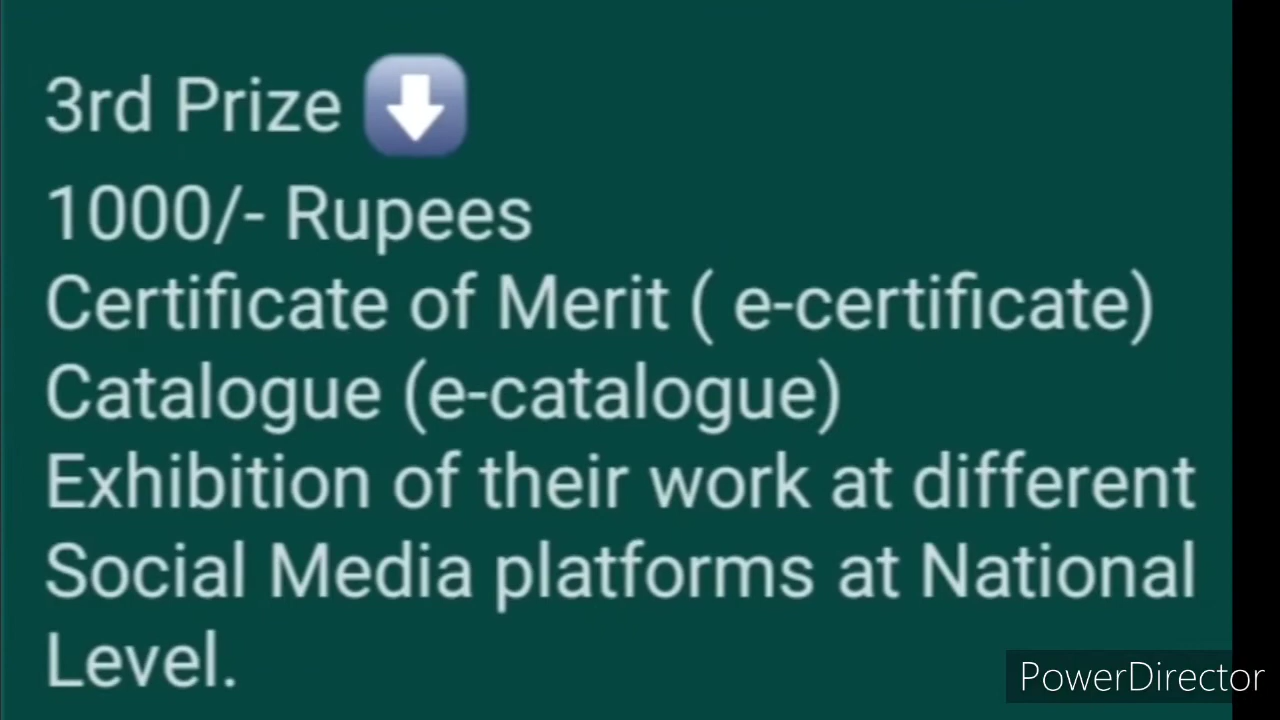 3rd Prize ⬇️
1000/- Rupees
Certificate of Merit ( e-certificate)
Catalogue (e-catalogue)
Exhibition of their work at different
Social Media platforms at National
Level.
PowerDirector